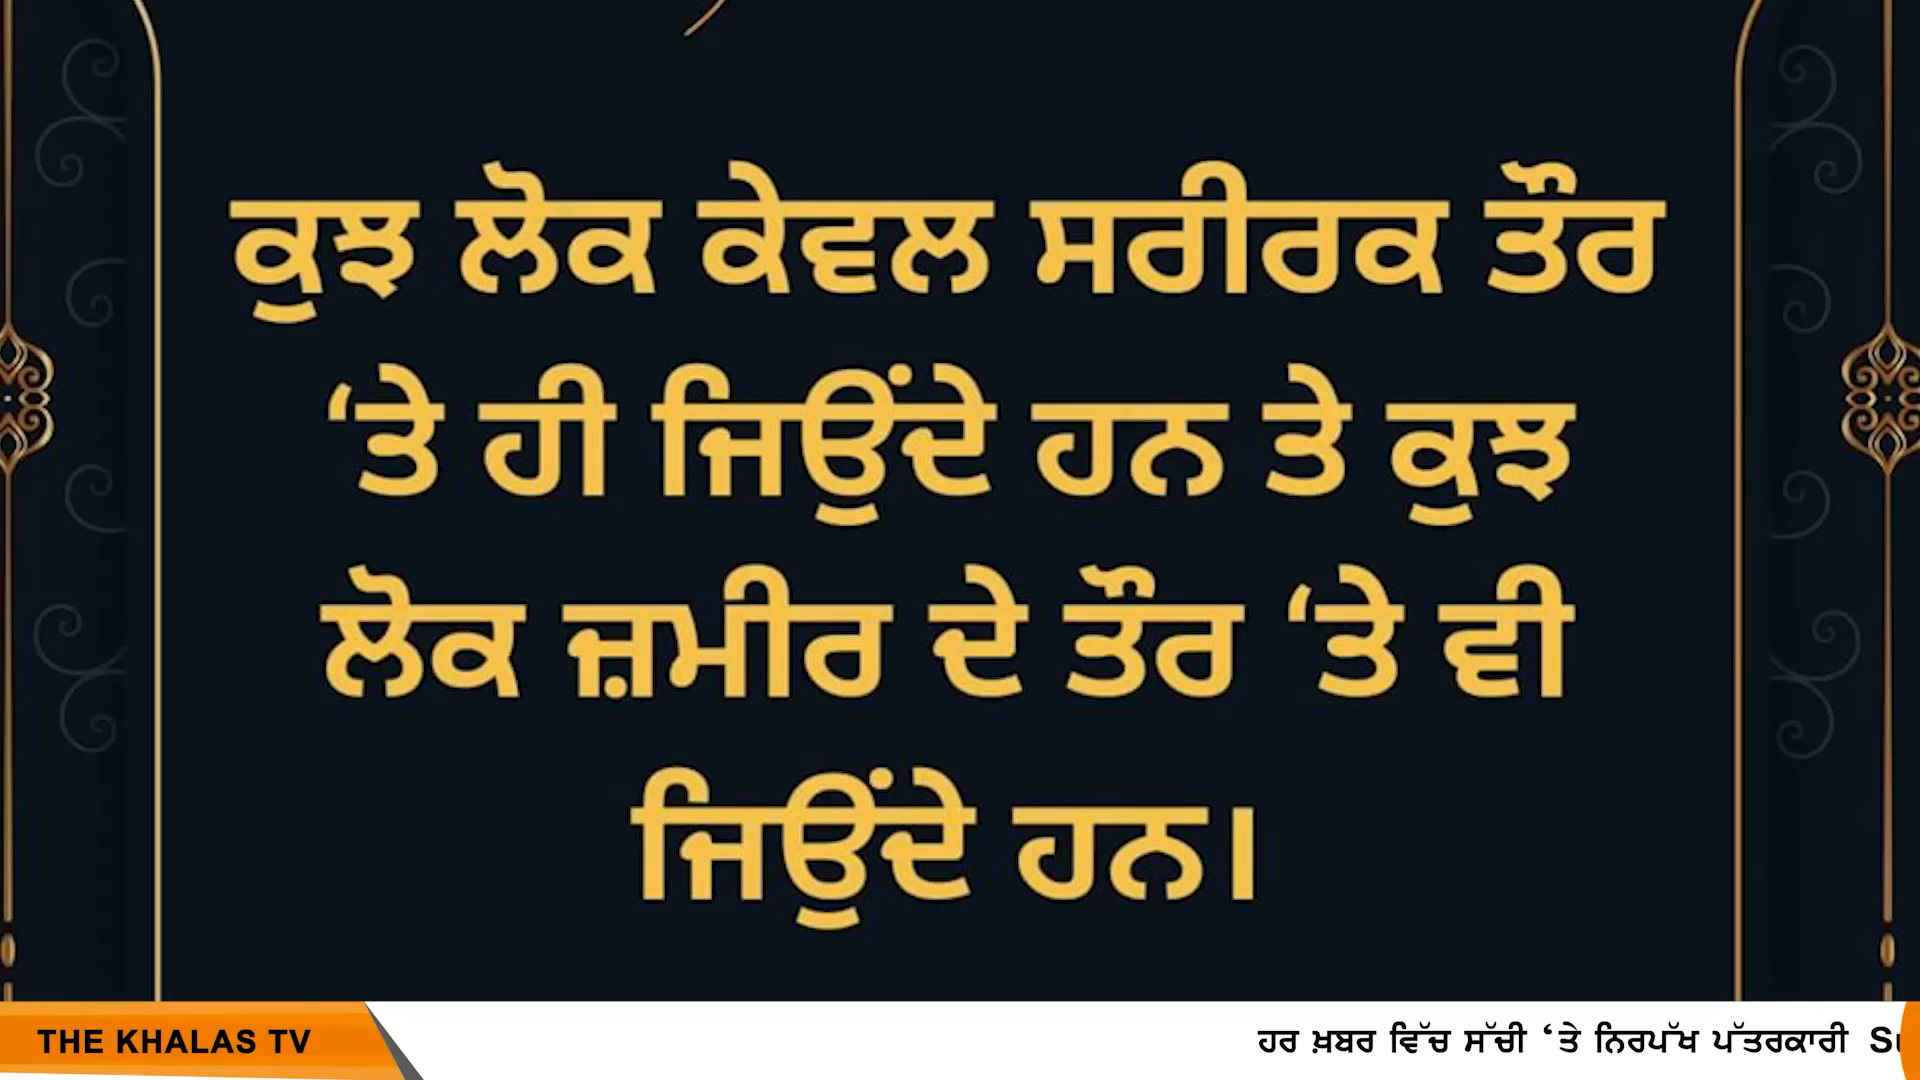 ਕੁਝ ਲੋਕ ਕੇਵਲ ਸਰੀਰਕ ਤੌਰ
‘ਤੇ ਹੀ ਜਿਉਂਦੇ ਹਨ ਤੇ ਕੁਝ
ਲੋਕ ਜ਼ਮੀਰ ਦੇ ਤੌਰ ‘ਤੇ ਵੀ
ਜਿਉਂਦੇ ਹਨ।
THE KHALAS TV
ਹਰ ਖ਼ਬਰ ਵਿੱਚ ਸੱਚੀ ‘ਤੇ ਨਿਰਪੱਖ ਪੱਤਰਕਾਰੀ